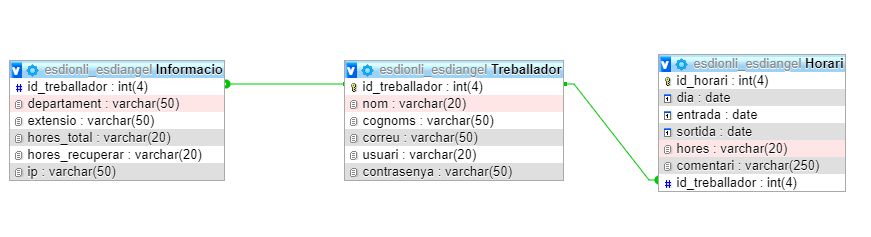 esdionli_esdiangel Informacio
id_treballador : int(4)
departament : varchar(50)
extensio : varchar(50)
hores_total : varchar(20)
hores_recuperar : varchar(20)
ip : varchar(50)
esdionli_esdiangel Treballador
id_treballador : int(4)
nom : varchar(20)
cognoms : varchar(50)
correu : varchar(50)
usuari : varchar(20)
contrasenya : varchar(50)
esdionli_esdiangel Horari
id_horari : int(4)
dia : date
entrada : date
sortida : date
hores : varchar(20)
comentari : varchar(250)
id_treballador : int(4)